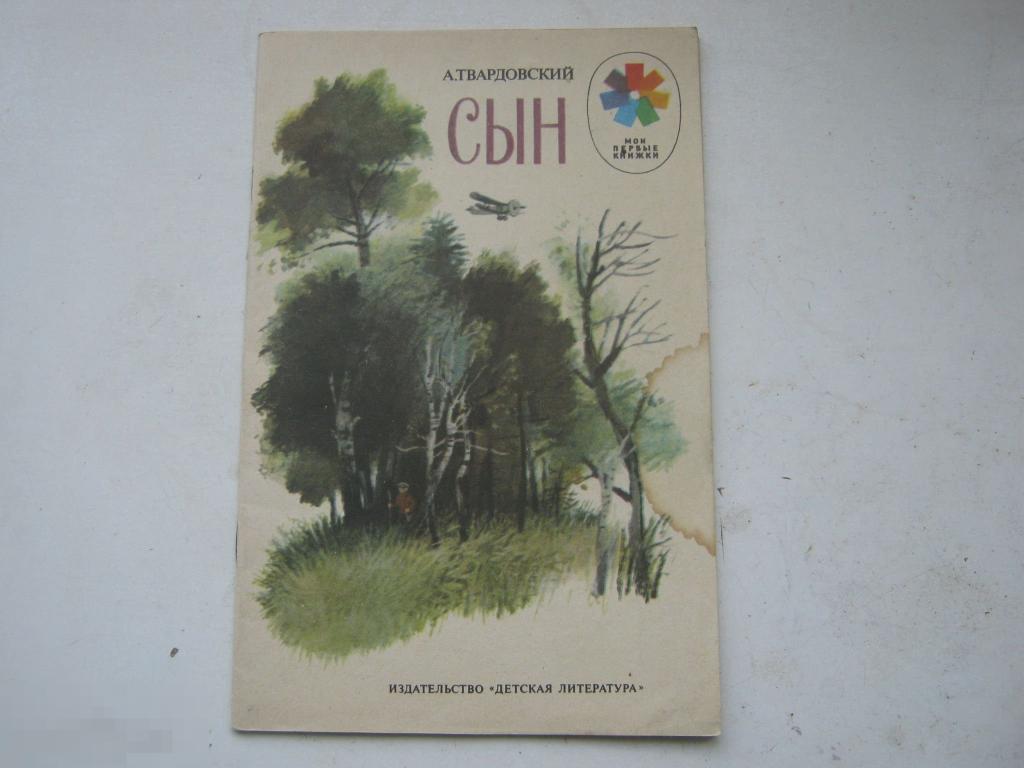 А.ТВАРДОВСКИЙ
СЫН
МОИ
ПЕРВЫЕ
КНИЖКИ
ИЗДАТЕЛЬСТВО «ДЕТСКАЯ ЛИТЕРАТУРА»